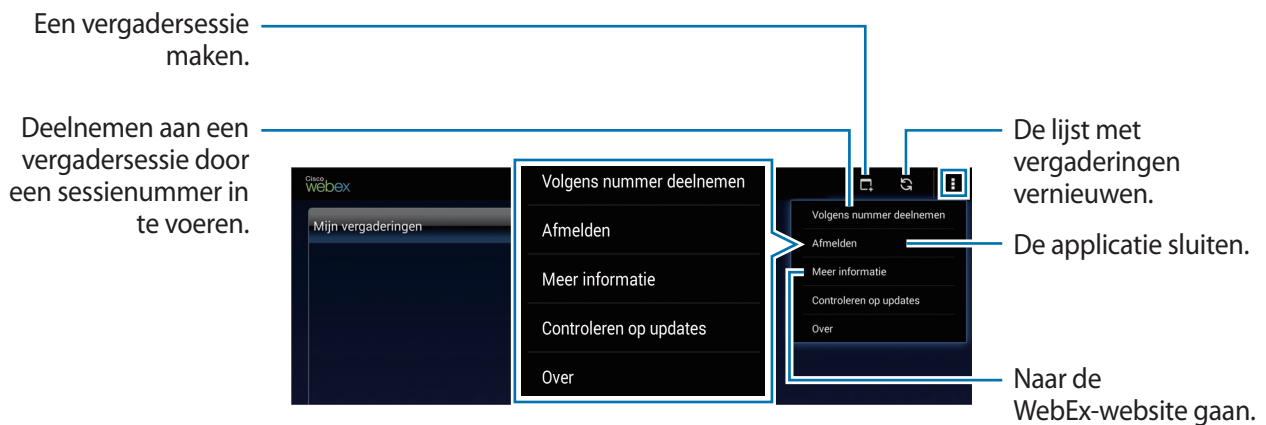 Een vergadersessie
maken.
Deelnemen aan een
vergadersessie door
een sessienummer in
te voeren.
Cisco
webex
Mijn vergaderingen
Volgens nummer deelnemen
Afmelden
Meer informatie
Controleren op updates
Over
Volgens nummer deelnemen
Afmelden
Meer informatie
Controleren op updates
Over
De lijst met
vergaderingen
vernieuwen.
De applicatie sluiten.
Naar de
WebEx-website gaan.